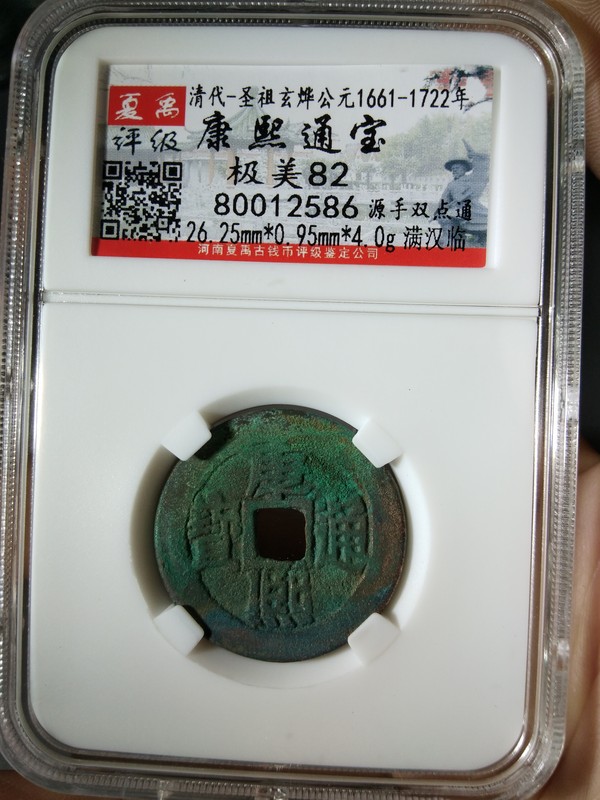 夏禹
评级
清代-圣祖玄烨公元1661-1722年
康熙通宝
极美82
80012586 源手双点通
26.25mm*0.95mm*4.0g 满汉临
河南夏禹古钱币评级鉴定公司
康熙通寳